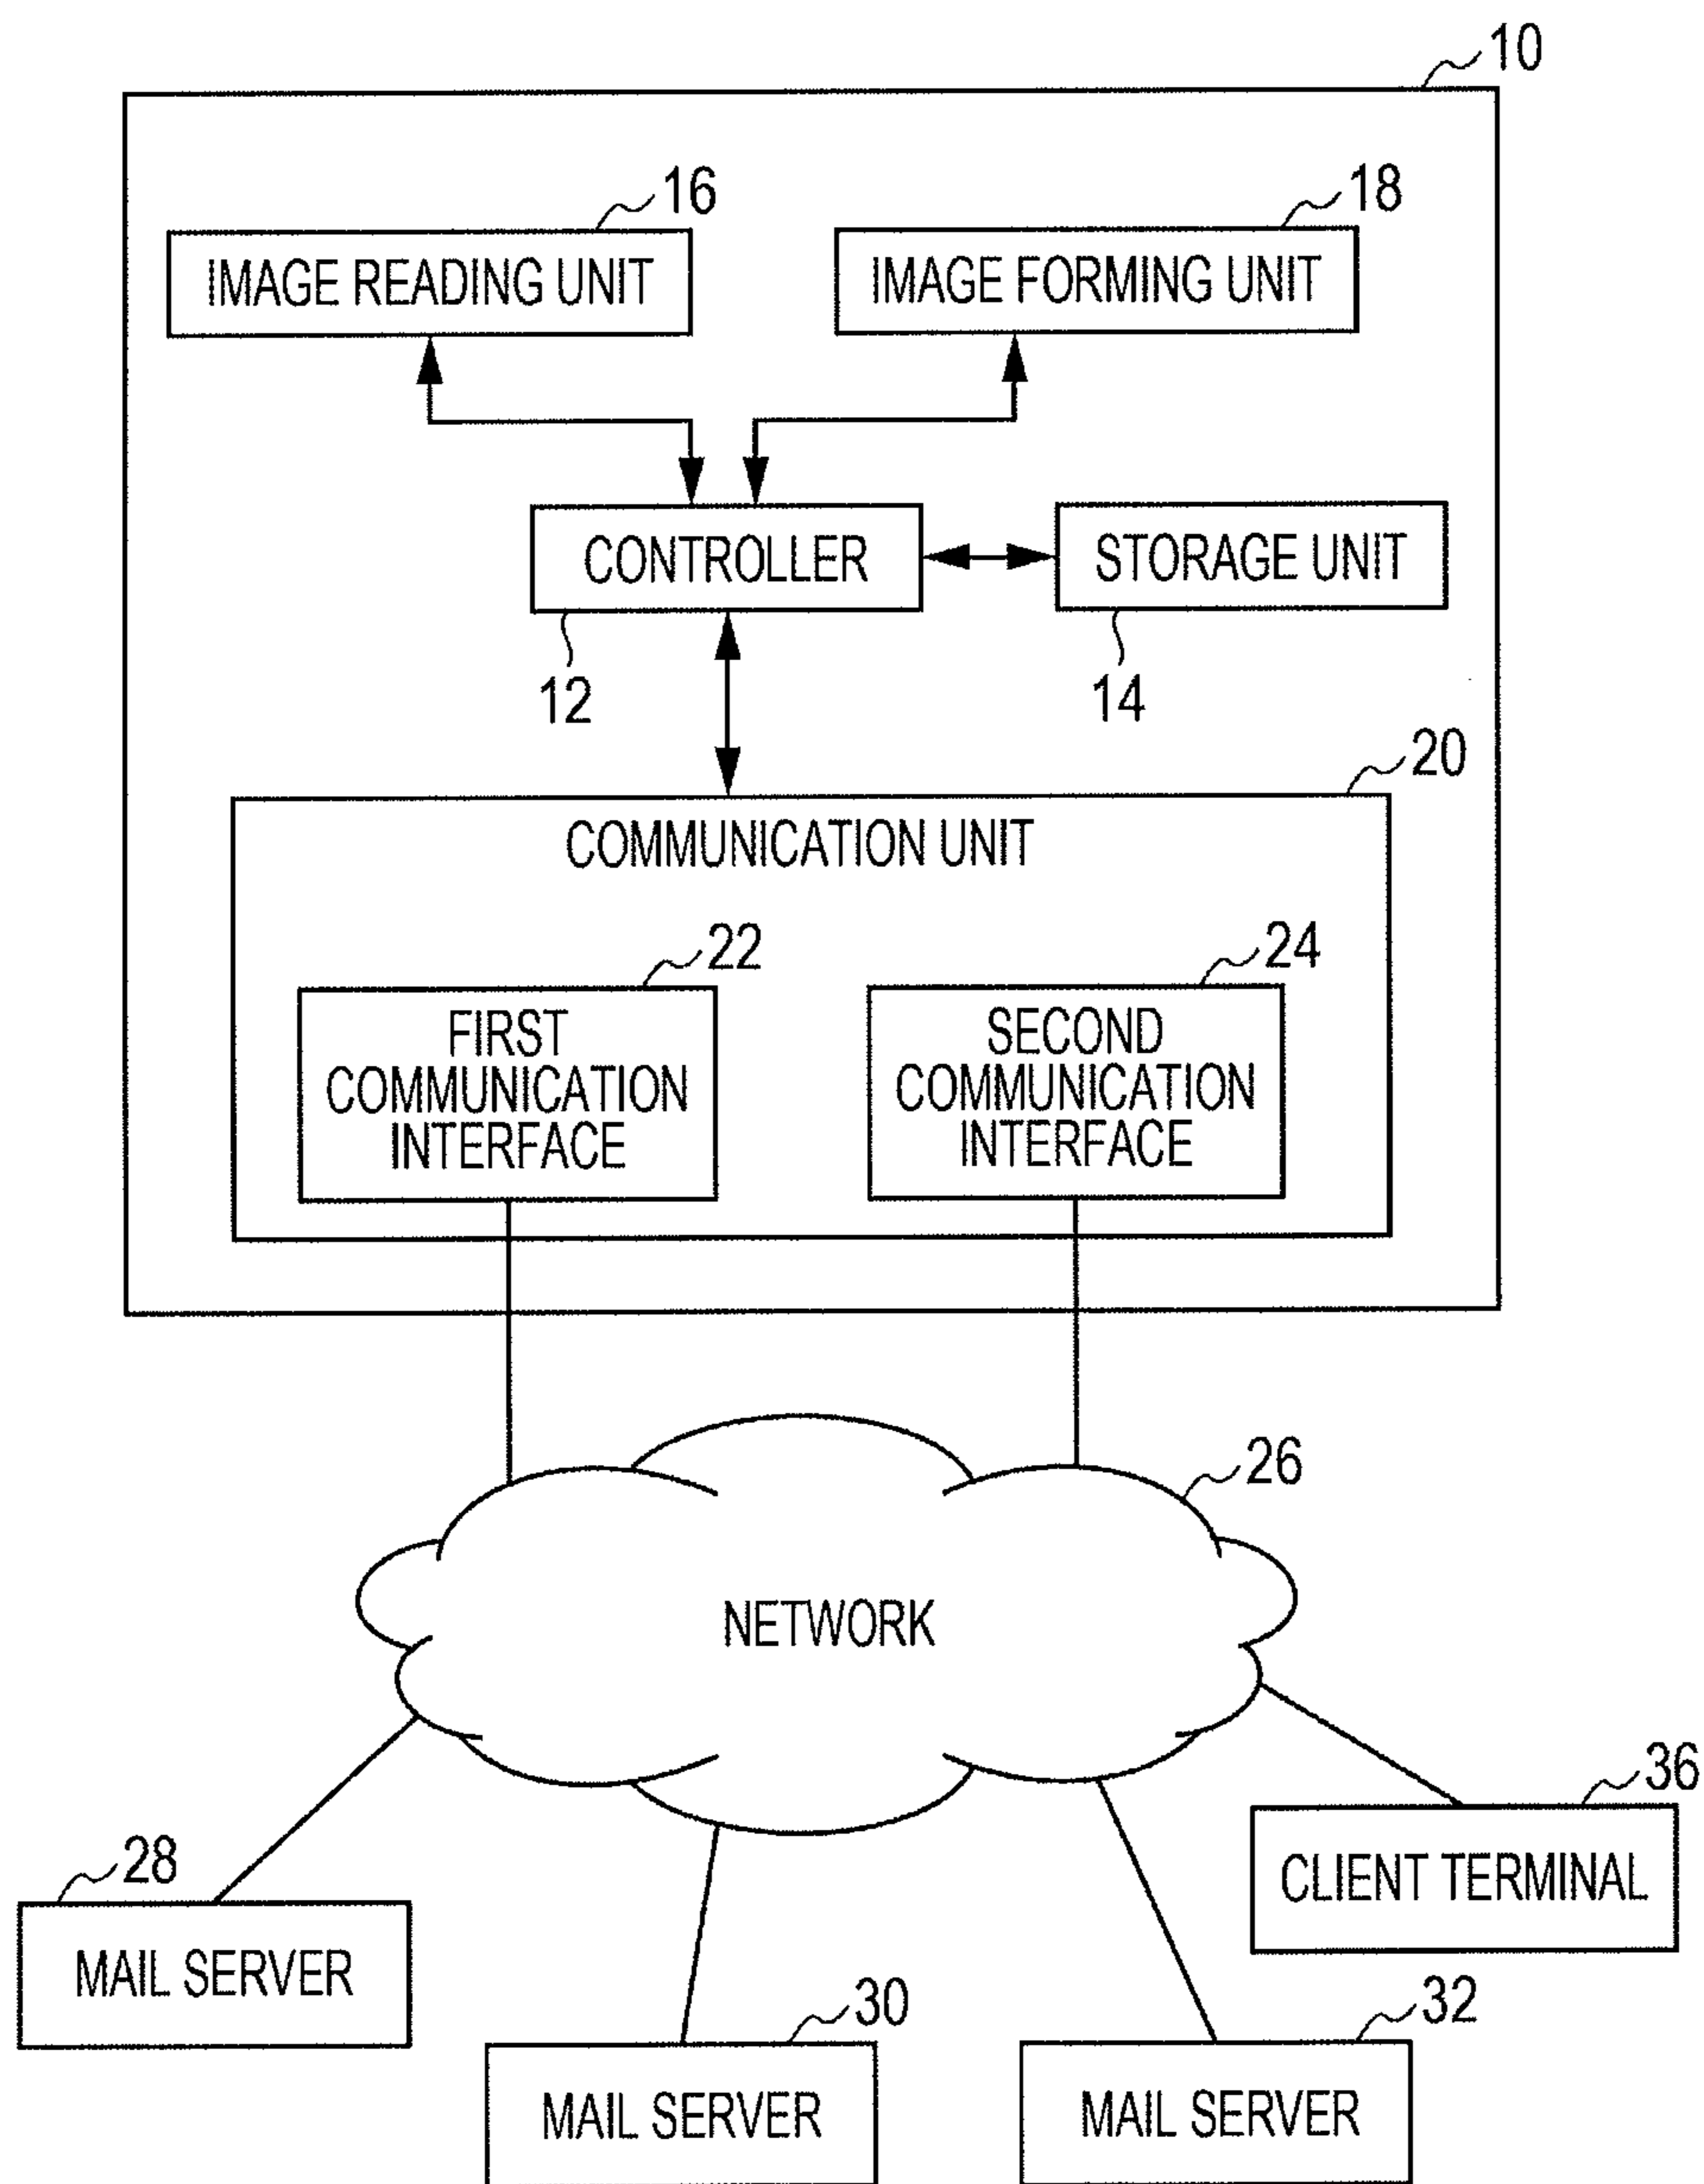 10
16
18
IMAGE READING UNIT
IMAGE FORMING UNIT
CONTROLLER
STORAGE UNIT
12
14
20
COMMUNICATION UNIT
22
24
FIRST
COMMUNICATION
INTERFACE
SECOND
COMMUNICATION
INTERFACE
26
NETWORK
36
CLIENT TERMINAL
28
MAIL SERVER
30
MAIL SERVER
32
MAIL SERVER